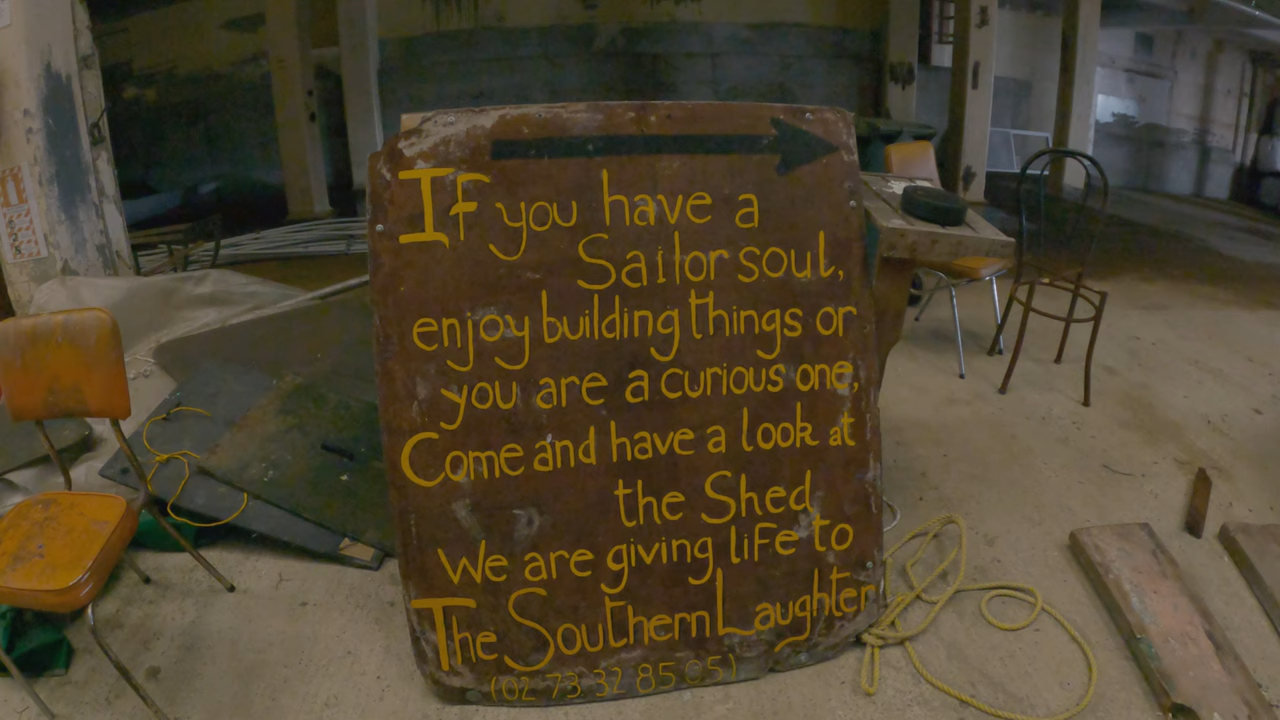 If you have a
Sailor soul,
enjoy building things or
you are a curious one,
Come and have a look at
the Shed
We are giving life to
The Southern Laughter
(02 73 32 85 05)